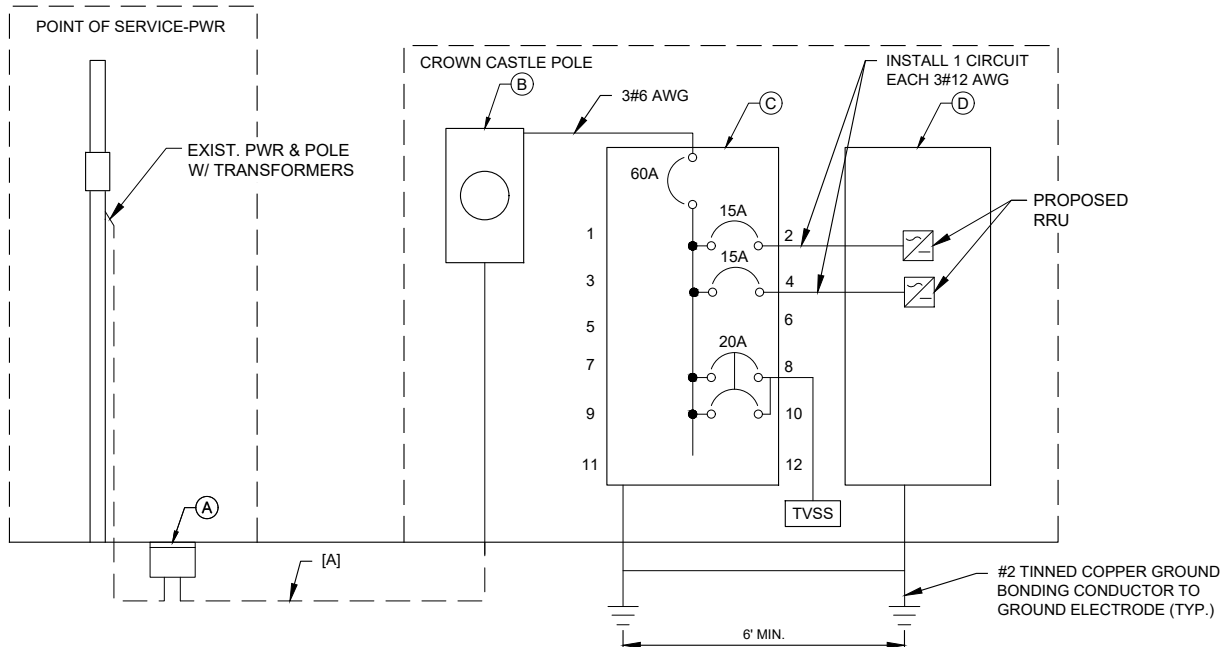 POINT OF SERVICE-PWR
EXIST. PWR & POLE
W/ TRANSFORMERS
A
[A]
CROWN CASTLE POLE
B
3#6 AWG
C
INSTALL 1 CIRCUIT
EACH 3#12 AWG
D
60A
15A
1
2
PROPOSED
RRU
15A
3
4
5
6
20A
7
8
9
10
11
12
TVSS
#2 TINNED COPPER GROUND
BONDING CONDUCTOR TO
GROUND ELECTRODE (TYP.)
6' MIN.